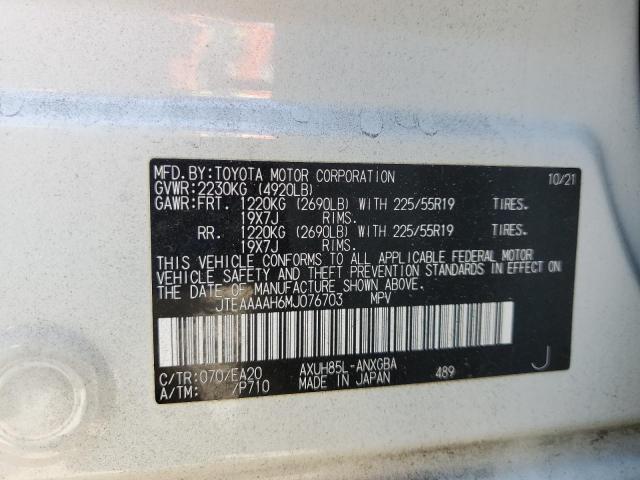 MFD. BY: TOYOTA MOTOR CORPORATION 10/21
GVWR: 2230KG (4920LB)
GAWR: FRT. 1220KG (2690LB) WITH 225/55R19 TIRES.
19X7J RIMS.
RR. 1220KG (2690LB) WITH 225/55R19 TIRES.
19X7J RIMS.
THIS VEHICLE CONFORMS TO ALL APPLICABLE FEDERAL MOTOR
VEHICLE SAFETY AND THEFT PREVENTION STANDARDS IN EFFECT ON
THE DATE OF MANUFACTURE SHOWN ABOVE.
JTEAAAAH6MJ076703 MPV
C/TR: 070/EA20 AXUH85L-ANXGBA 489 J
A/TM: /P710 MADE IN JAPAN